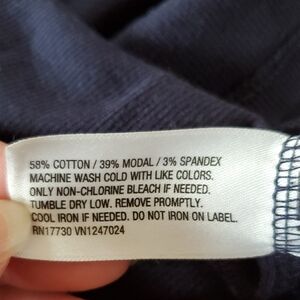 58% COTTON / 39% MODAL / 3% SPANDEX
MACHINE WASH COLD WITH LIKE COLORS.
ONLY NON-CHLORINE BLEACH IF NEEDED.
TUMBLE DRY LOW. REMOVE PROMPTLY.
COOL IRON IF NEEDED. DO NOT IRON ON LABEL.
RN17730 VN1247024